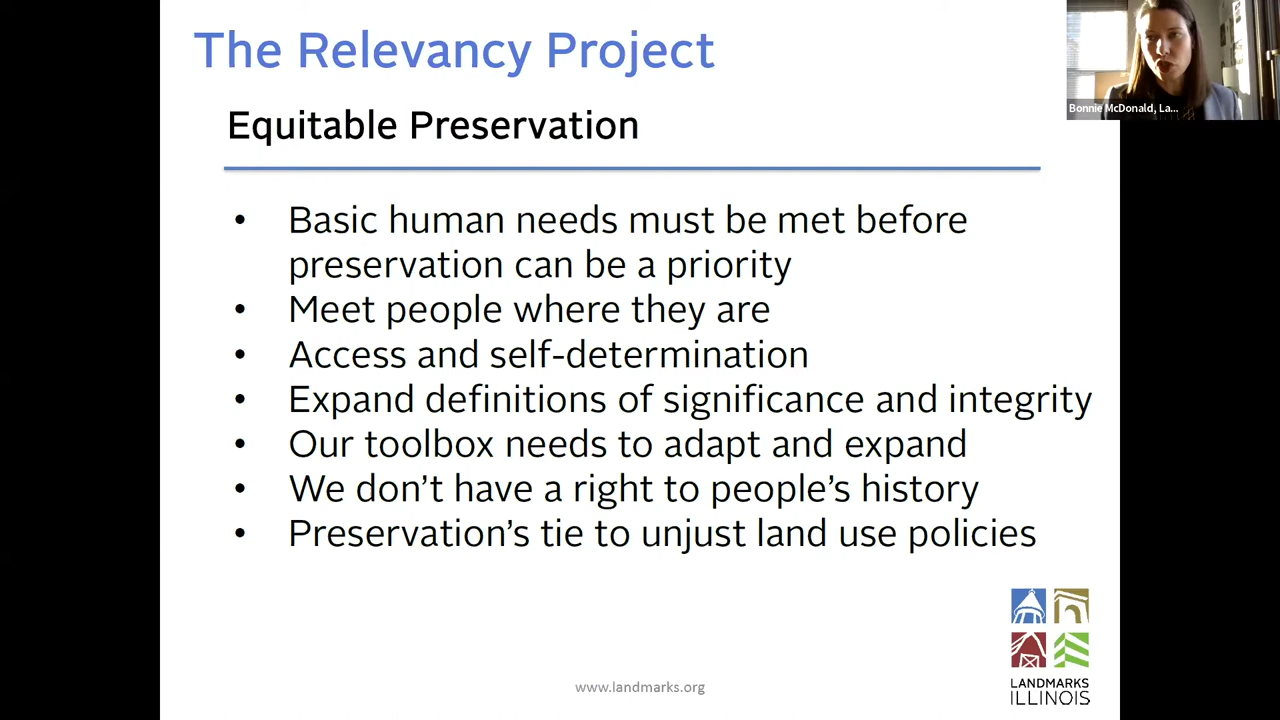 The Relevancy Project
Bonnie McDonald, La...
Equitable Preservation
• Basic human needs must be met before
preservation can be a priority
• Meet people where they are
• Access and self-determination
• Expand definitions of significance and integrity
• Our toolbox needs to adapt and expand
• We don’t have a right to people’s history
• Preservation’s tie to unjust land use policies
LANDMARKS
ILLINOIS
www.landmarks.org